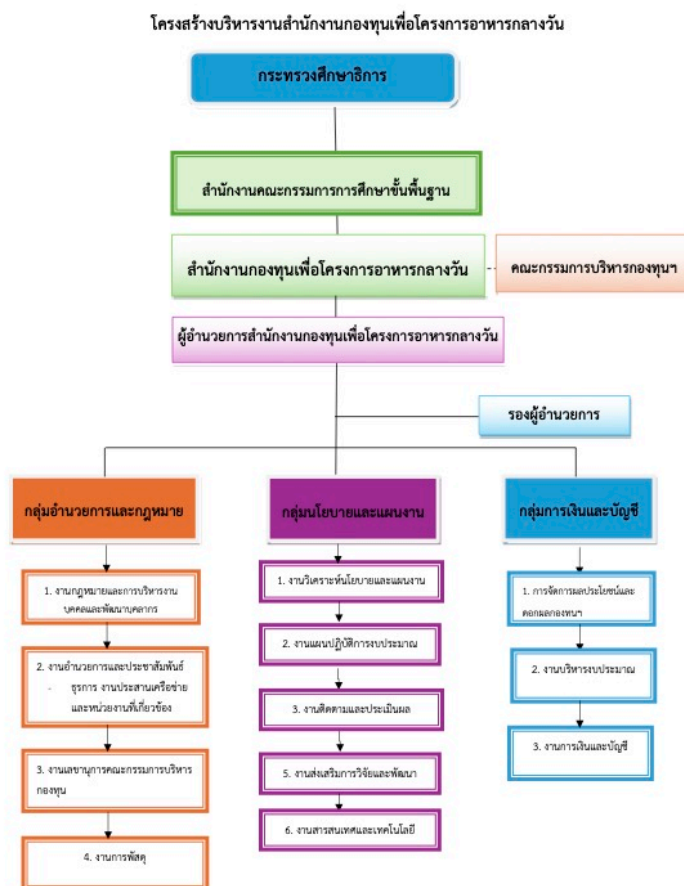 โครงสร้างบริหารงานสำนักงานกองทุนเพื่อโครงการอาหารกลางวัน
กระทรวงศึกษาธิการ
สำนักงานคณะกรรมการการศึกษาขั้นพื้นฐาน
สำนักงานกองทุนเพื่อโครงการอาหารกลางวัน
คณะกรรมการบริหารกองทุนฯ
ผู้อำนวยการสำนักงานกองทุนเพื่อโครงการอาหารกลางวัน
รองผู้อำนวยการ
กลุ่มอำนวยการและกฎหมาย
1. งานกฎหมายและการบริหารงาน
บุคคลและพัฒนาบุคลากร
2. งานอำนวยการและประชาสัมพันธ์
- ธุรการ งานประสานเครือข่าย
และหน่วยงานที่เกี่ยวข้อง
3. งานเลขานุการคณะกรรมการบริหาร
กองทุน
4. งานการพัสดุ
กลุ่มนโยบายและแผนงาน
1. งานวิเคราะห์นโยบายและแผนงาน
2. งานแผนปฏิบัติการงบประมาณ
3. งานติดตามและประเมินผล
5. งานส่งเสริมการวิจัยและพัฒนา
6. งานสารสนเทศและเทคโนโลยี
กลุ่มการเงินและบัญชี
1. การจัดการผลประโยชน์และ
ดอกผลกองทุนฯ
2. งานบริหารงบประมาณ
3. งานการเงินและบัญชี